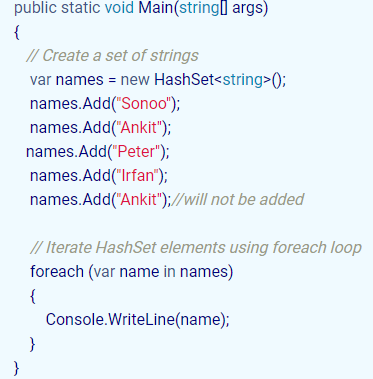 public static void Main(string[] args)
{
// Create a set of strings
var names = new HashSet<string>();
names.Add("Sonoo");
names.Add("Ankit");
names.Add("Peter");
names.Add("Irfan");
names.Add("Ankit");//will not be added
// Iterate HashSet elements using foreach loop
foreach (var name in names)
{
Console.WriteLine(name);
}
}